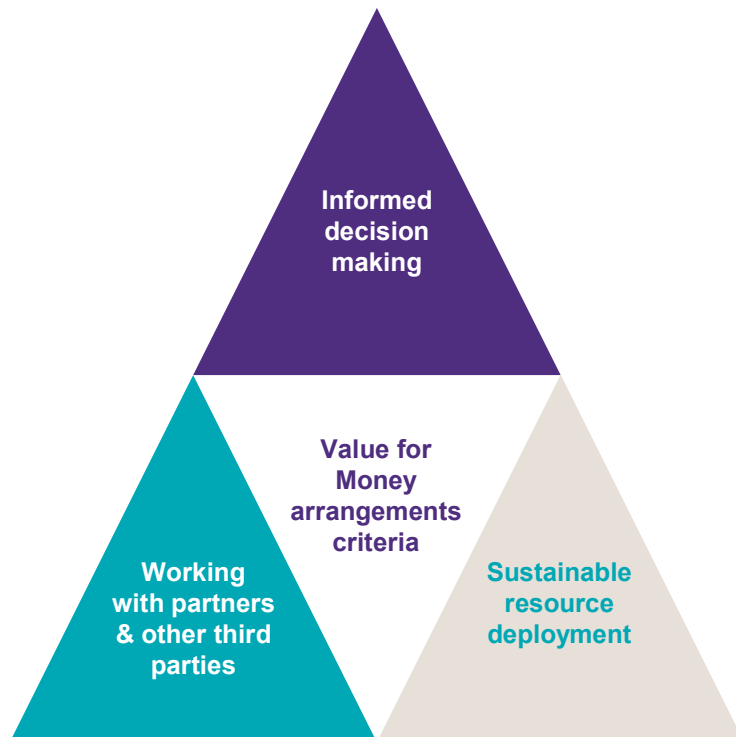 Informed
decision
making
Value for
Money
arrangements
criteria
Working
with partners
& other third
parties
Sustainable
resource
deployment